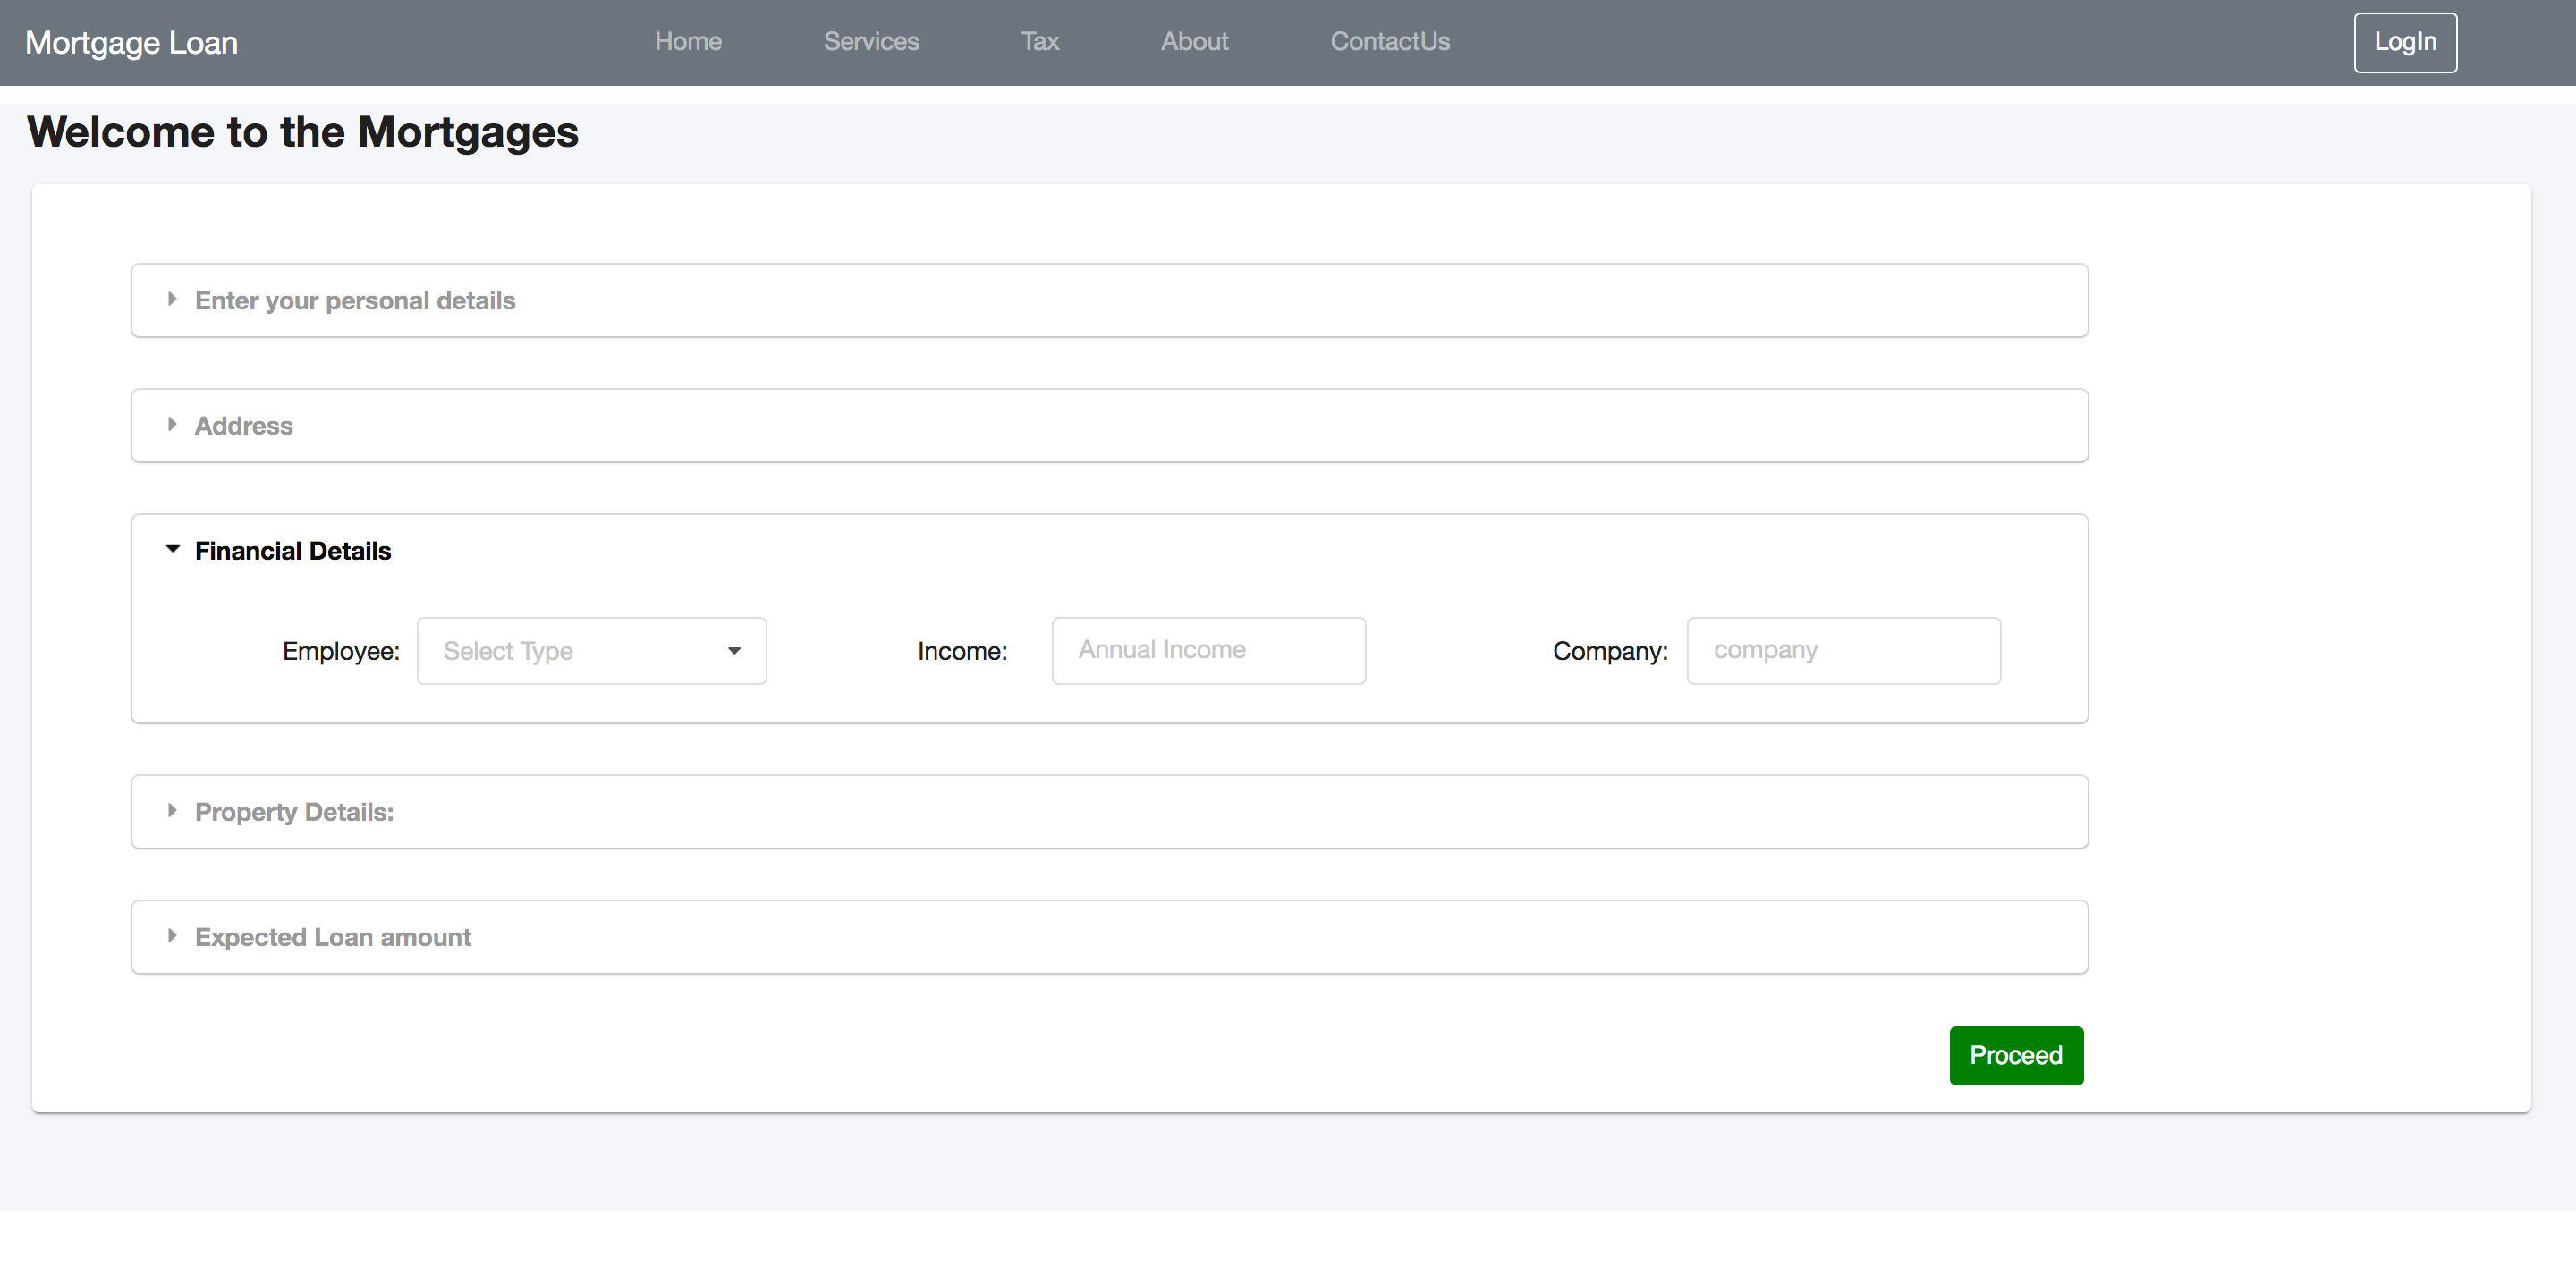 Mortgage Loan Home Services Tax About ContactUs LogIn
Welcome to the Mortgages
Enter your personal details
Address
Financial Details
Employee: Select Type Income: Annual Income Company: company
Property Details:
Expected Loan amount
Proceed